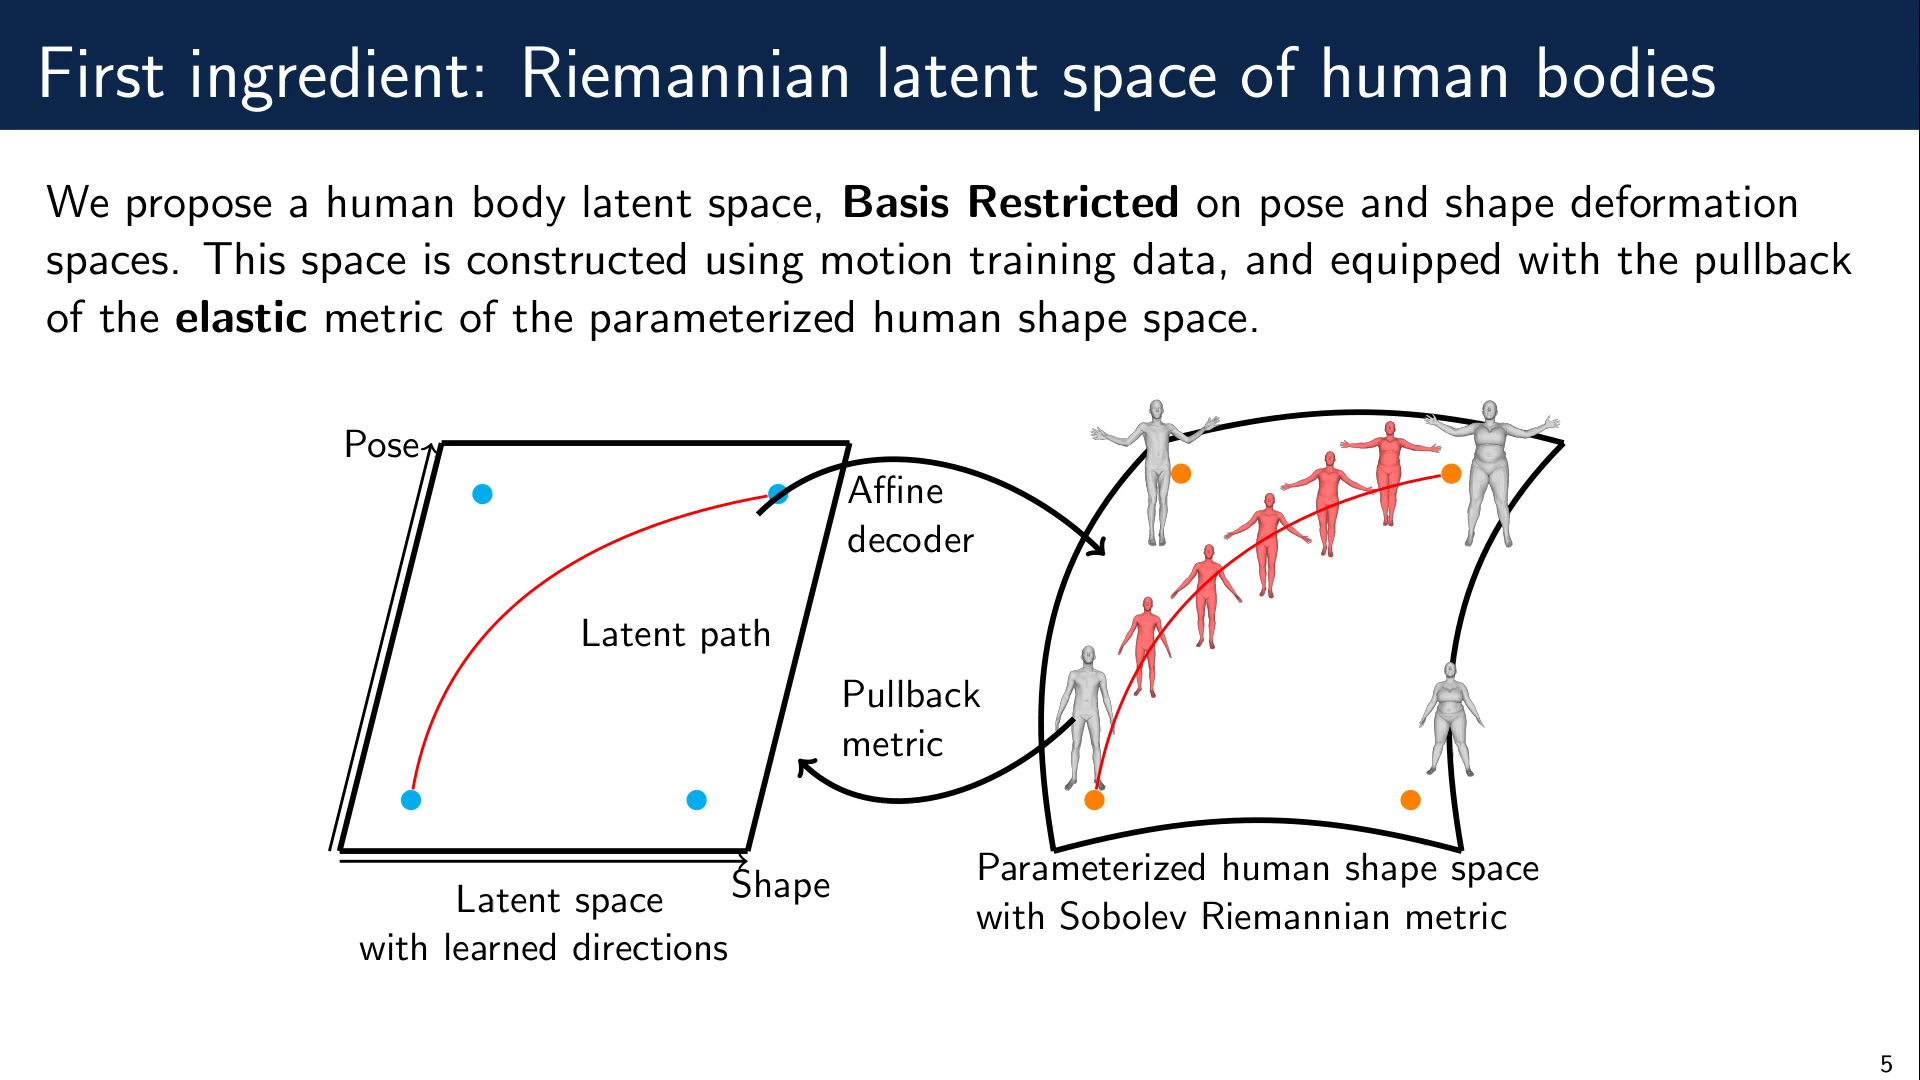 First ingredient: Riemannian latent space of human bodies
We propose a human body latent space, Basis Restricted on pose and shape deformation
spaces. This space is constructed using motion training data, and equipped with the pullback
of the elastic metric of the parameterized human shape space.
Pose
Affine
decoder
Latent path
Pullback
metric
Shape
Latent space
with learned directions
Parameterized human shape space
with Sobolev Riemannian metric
5